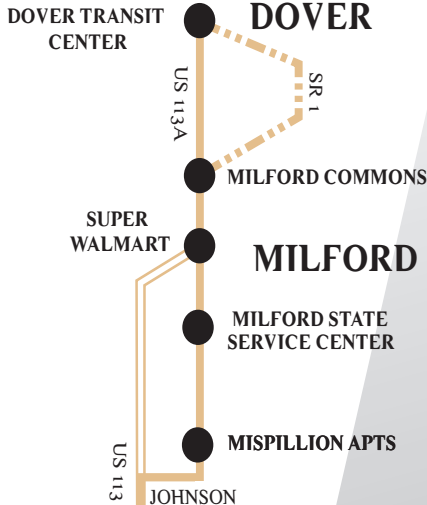 DOVER TRANSIT
CENTER
DOVER
US 113A
SR 1
MILFORD COMMONS
SUPER
WALMART
MILFORD
MILFORD STATE
SERVICE CENTER
MISPILLION APTS
US 113
JOHNSON